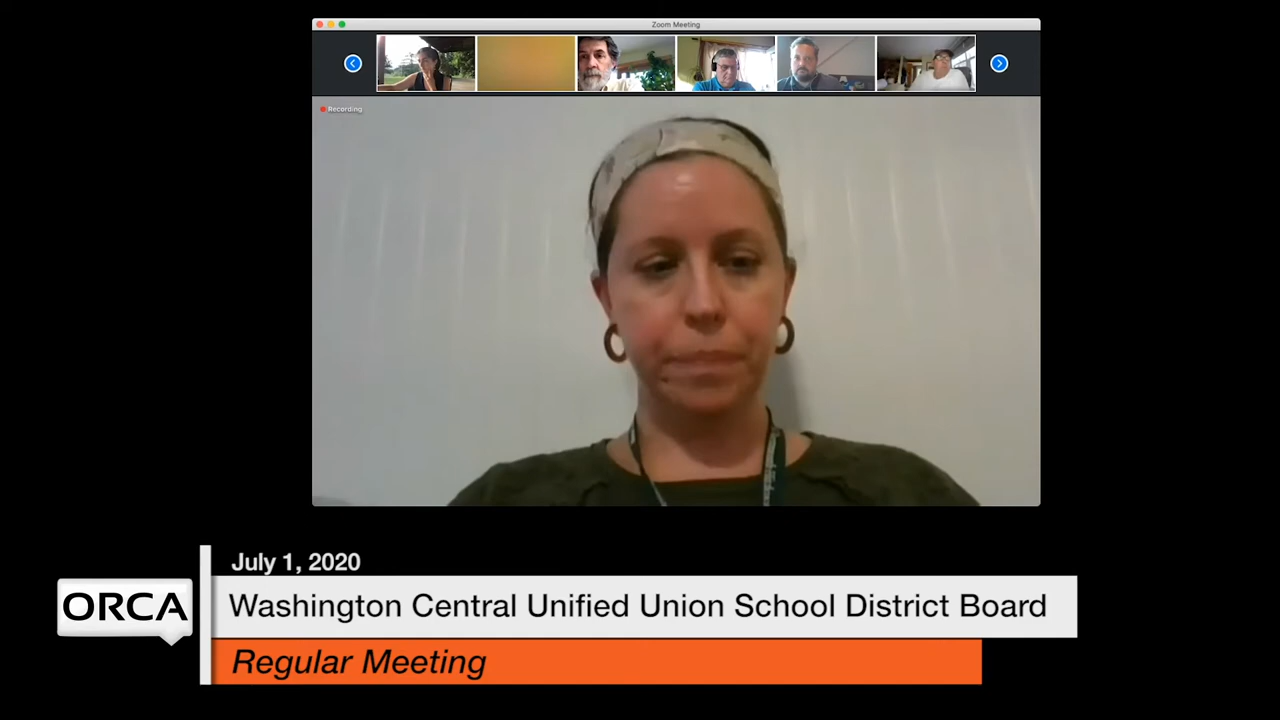 Zoom Meeting
Recording
July 1, 2020
ORCA
Washington Central Unified Union School District Board
Regular Meeting